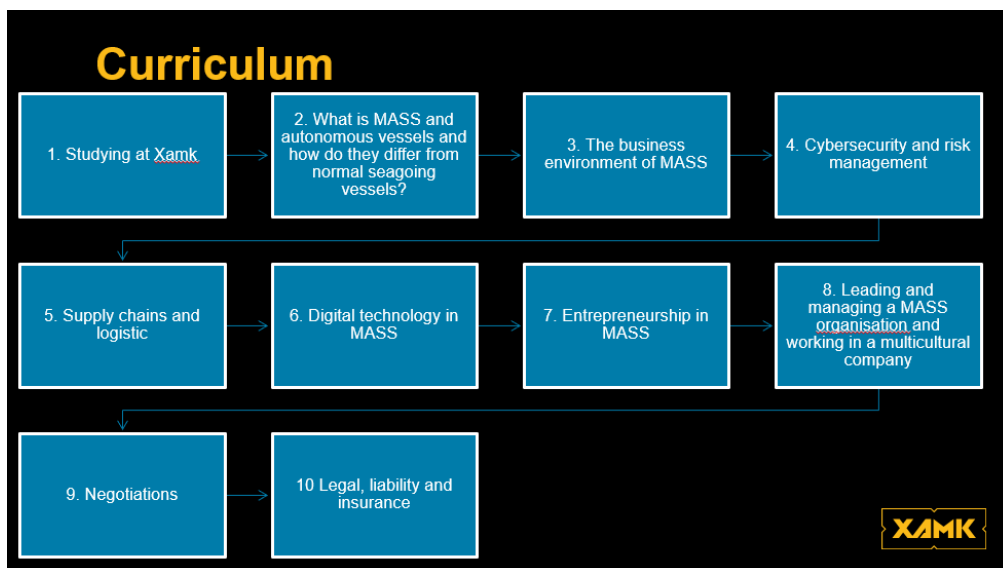 Curriculum
1. Studying at Xamk
2. What is MASS and
autonomous vessels and
how do they differ from
normal seagoing
vessels?
3. The business
environment of MASS
4. Cybersecurity and risk
management
5. Supply chains and
logistic
6. Digital technology in
MASS
7. Entrepreneurship in
MASS
8. Leading and
managing a MASS
organisation and
working in a multicultural
company
9. Negotiations
10 Legal, liability and
insurance
XAMK